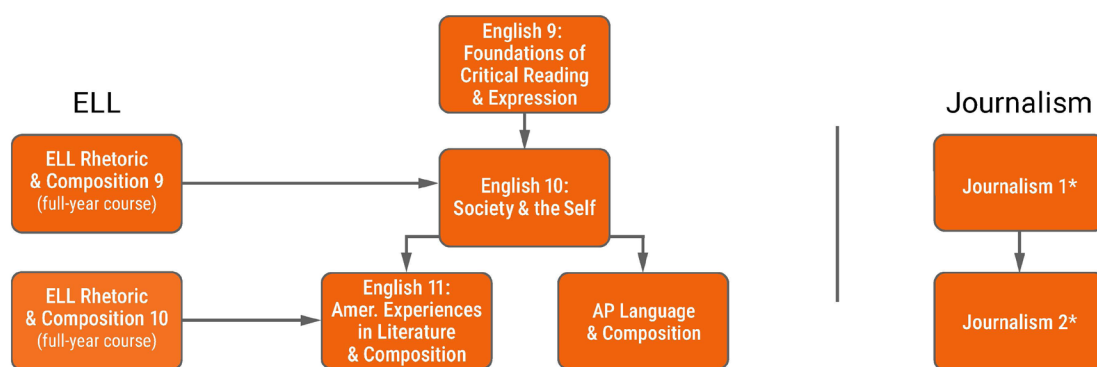 English 9:
Foundations of
Critical Reading
& Expression
ELL
Journalism
ELL Rhetoric
& Composition 9
(full-year course)
English 10:
Society & the Self
Journalism 1*
ELL Rhetoric
& Composition 10
(full-year course)
English 11:
Amer. Experiences
in Literature
& Composition
AP Language
& Composition
Journalism 2*